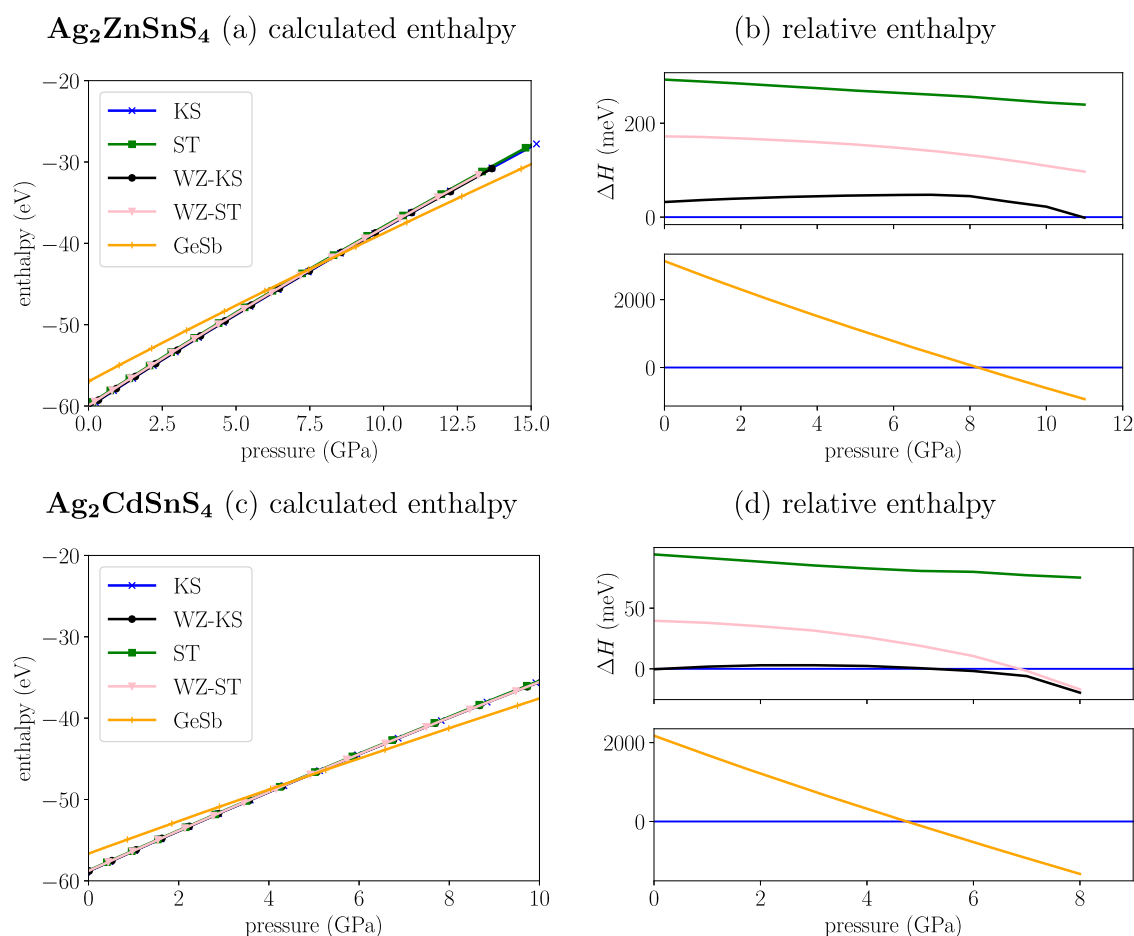 Ag₂ZnSnS₄ (a) calculated enthalpy
−20
−30
−40
−50
−60
enthalpy (eV)
KS
ST
WZ-KS
WZ-ST
GeSb
0.0 2.5 5.0 7.5 10.0 12.5 15.0
pressure (GPa)
(b) relative enthalpy
200
0
ΔH (meV)
2000
0
0 2 4 6 8 10 12
pressure (GPa)
Ag₂CdSnS₄ (c) calculated enthalpy
−20
−30
−40
−50
−60
enthalpy (eV)
KS
WZ-KS
ST
WZ-ST
GeSb
0 2 4 6 8 10
pressure (GPa)
(d) relative enthalpy
50
0
ΔH (meV)
2000
0
0 2 4 6 8
pressure (GPa)